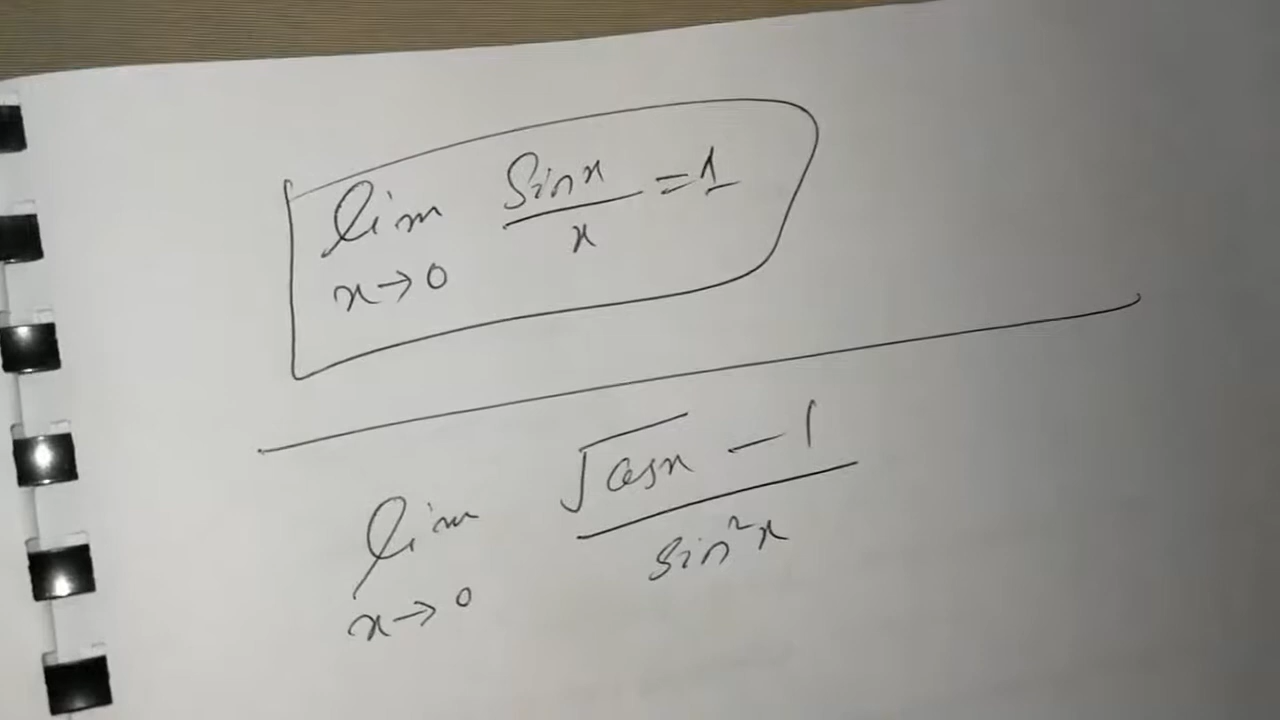 lim sinx/x = 1
x→0
lim (√cosx − 1)/sin²x
x→0